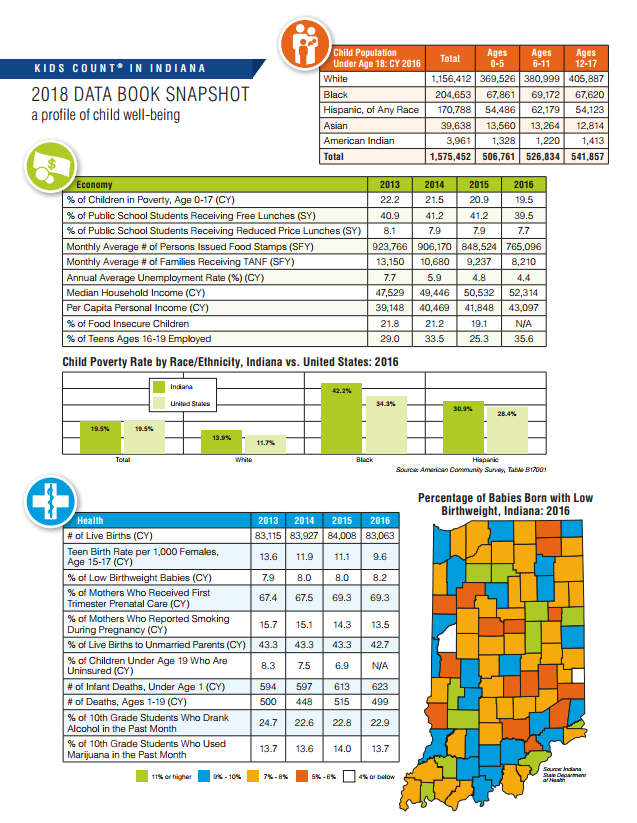 KIDS COUNT® IN INDIANA
2018 DATA BOOK SNAPSHOT
a profile of child well-being
Child Population Under Age 18: CY 2016 Total Ages 0-5 Ages 6-11 Ages 12-17
White 1,156,412 369,526 380,999 405,887
Black 204,653 67,861 69,172 67,620
Hispanic, of Any Race 170,788 54,486 62,179 54,123
Asian 39,638 13,560 13,264 12,814
American Indian 3,961 1,328 1,220 1,413
Total 1,575,452 506,761 526,834 541,857
$
Economy 2013 2014 2015 2016
% of Children in Poverty, Age 0-17 (CY) 22.2 21.5 20.9 19.5
% of Public School Students Receiving Free Lunches (SY) 40.9 41.2 41.2 39.5
% of Public School Students Receiving Reduced Price Lunches (SY) 8.1 7.9 7.9 7.7
Monthly Average # of Persons Issued Food Stamps (SFY) 923,766 906,170 848,524 765,096
Monthly Average # of Families Receiving TANF (SFY) 13,150 10,680 9,237 8,210
Annual Average Unemployment Rate (%) (CY) 7.7 5.9 4.8 4.4
Median Household Income (CY) 47,529 49,446 50,532 52,314
Per Capita Personal Income (CY) 39,148 40,469 41,848 43,097
% of Food Insecure Children 21.8 21.2 19.1 N/A
% of Teens Ages 16-19 Employed 29.0 33.5 25.3 35.6
Child Poverty Rate by Race/Ethnicity, Indiana vs. United States: 2016
Indiana
United States
19.5% 19.5% 13.9% 11.7% 42.2% 34.3% 30.9% 28.4%
Total White Black Hispanic
Source: American Community Survey, Table B17001
Health 2013 2014 2015 2016
# of Live Births (CY) 83,115 83,927 84,008 83,063
Teen Birth Rate per 1,000 Females, Age 15-17 (CY) 13.6 11.9 11.1 9.6
% of Low Birthweight Babies (CY) 7.9 8.0 8.0 8.2
% of Mothers Who Received First Trimester Prenatal Care (CY) 67.4 67.5 69.3 69.3
% of Mothers Who Reported Smoking During Pregnancy (CY) 15.7 15.1 14.3 13.5
% of Live Births to Unmarried Parents (CY) 43.3 43.3 43.3 42.7
% of Children Under Age 19 Who Are Uninsured (CY) 8.3 7.5 6.9 N/A
# of Infant Deaths, Under Age 1 (CY) 594 597 613 623
# of Deaths, Ages 1-19 (CY) 500 448 515 499
% of 10th Grade Students Who Drank Alcohol in the Past Month 24.7 22.6 22.8 22.9
% of 10th Grade Students Who Used Marijuana in the Past Month 13.7 13.6 14.0 13.7
Percentage of Babies Born with Low
Birthweight, Indiana: 2016
11% or higher 9% - 10% 7% - 8% 5% - 6% 4% or below
Source: Indiana
State Department
of Health